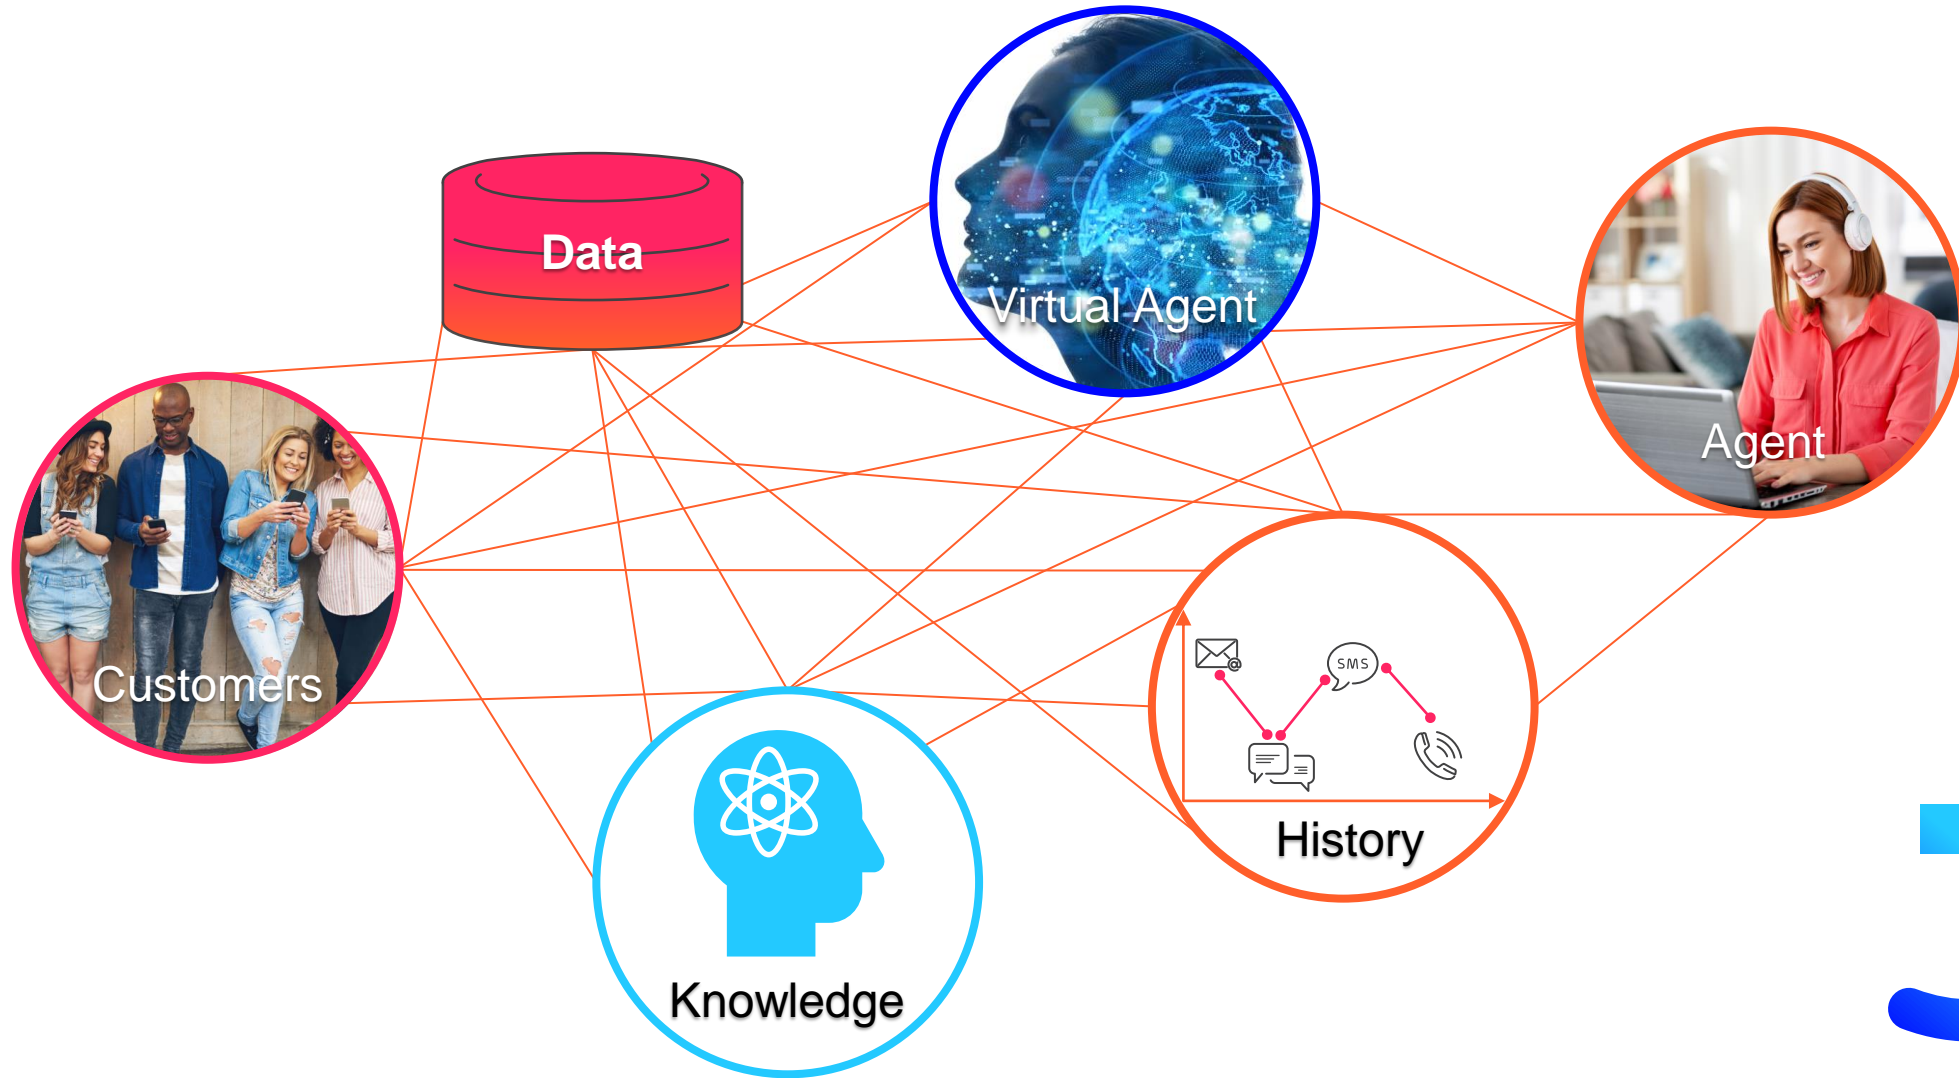 Data
Virtual Agent
Agent
Customers
@
SMS
History
Knowledge